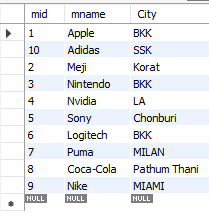 mid mname City
1 Apple BKK
10 Adidas SSK
2 Meji Korat
3 Nintendo BKK
4 Nvidia LA
5 Sony Chonburi
6 Logitech BKK
7 Puma MILAN
8 Coca-Cola Pathum Thani
9 Nike MIAMI
NULL NULL NULL